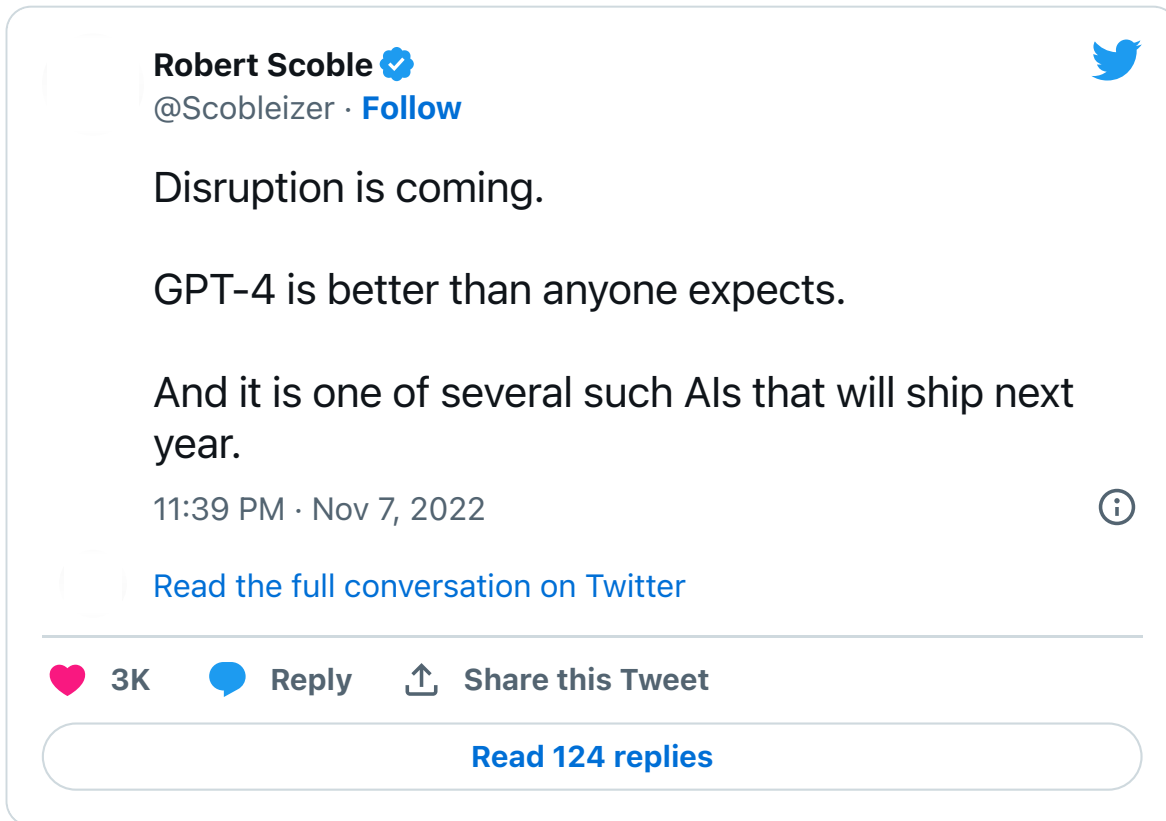 Robert Scoble
@Scobleizer · Follow
Disruption is coming.
GPT-4 is better than anyone expects.
And it is one of several such AIs that will ship next
year.
11:39 PM · Nov 7, 2022
Read the full conversation on Twitter
3K Reply Share this Tweet
Read 124 replies